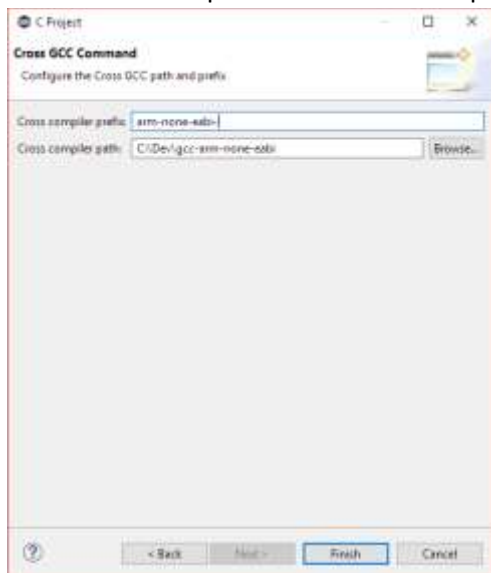 C Project
Cross GCC Command
Configure the Cross GCC path and prefix
Cross compiler prefix: arm-none-eabi-
Cross compiler path: C:\Dev\gcc-arm-none-eabi
Browse...
< Back
Next >
Finish
Cancel